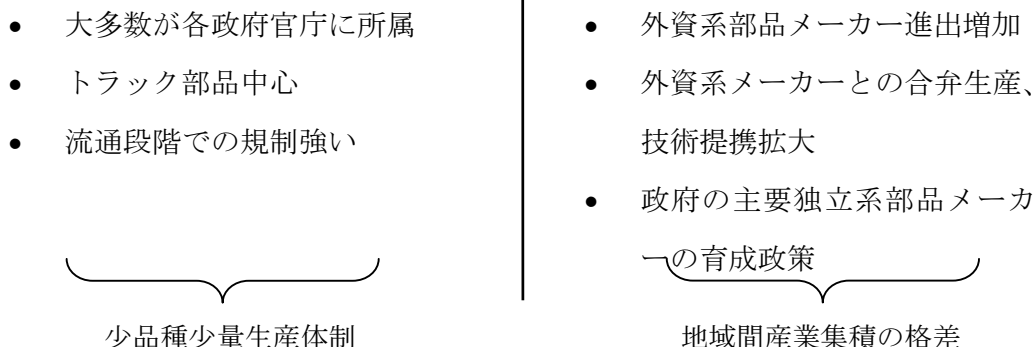 • 大多数が各政府官庁に所属
• トラック部品中心
• 流通段階での規制強い
少品種少量生産体制
• 外資系部品メーカー進出増加
• 外資系メーカーとの合弁生産、
技術提携拡大
• 政府の主要独立系部品メーカ
ーの育成政策
地域間産業集積の格差